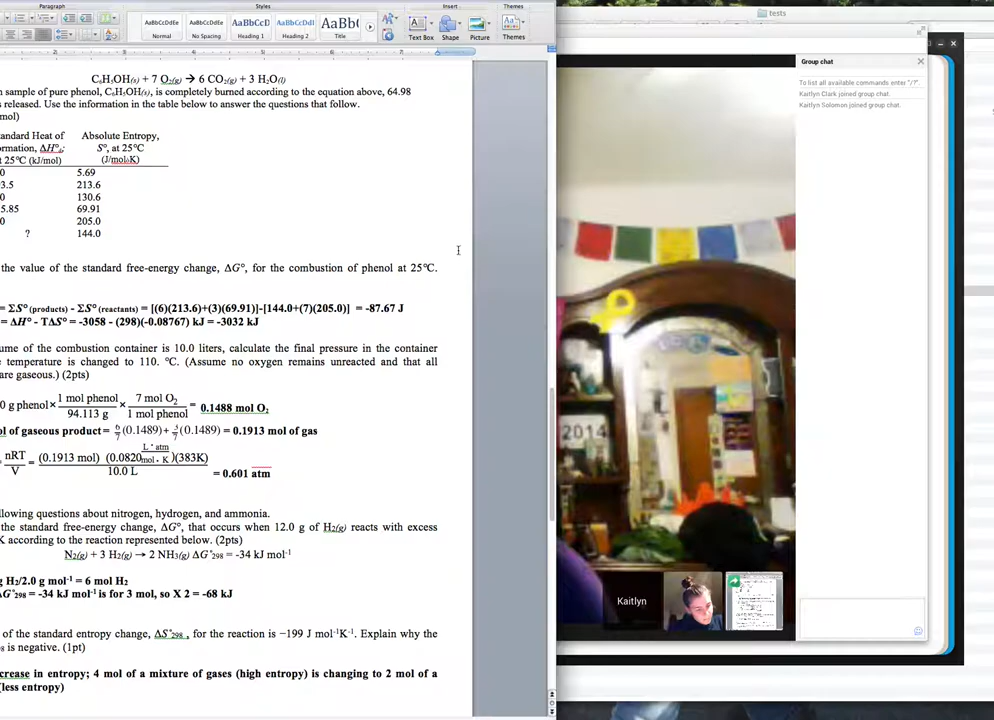 Paragraph
Styles
Insert
Themes
AaBbCcDdEe
AaBbCcDdEe
AaBbCcD
AaBbCcDdI
AaBb(
Normal
No Spacing
Heading 1
Heading 2
Title
Text Box
Shape
Picture
Themes
tests
C₆H₅OH(s) + 7 O₂(g) → 6 CO₂(g) + 3 H₂O(l)
n sample of pure phenol, C₆H₅OH(s), is completely burned according to the equation above, 64.98
s released. Use the information in the table below to answer the questions that follow.
mol)
andard Heat of Absolute Entropy,
ormation, ΔH°f; S°, at 25°C
t 25°C (kJ/mol) (J/mol•K)
0 5.69
3.5 213.6
0 130.6
5.85 69.91
0 205.0
? 144.0
the value of the standard free-energy change, ΔG°, for the combustion of phenol at 25°C.
= ΣS°(products) - ΣS°(reactants) = [(6)(213.6)+(3)(69.91)]-[144.0+(7)(205.0)] = -87.67 J
= ΔH° - TΔS° = -3058 - (298)(-0.08767) kJ = -3032 kJ
ume of the combustion container is 10.0 liters, calculate the final pressure in the container
e temperature is changed to 110. °C. (Assume no oxygen remains unreacted and that all
are gaseous.) (2pts)
0 g phenol × 1 mol phenol / 94.113 g × 7 mol O₂ / 1 mol phenol = 0.1488 mol O₂
ol of gaseous product = 6/7 (0.1489)+ 3/7 (0.1489) = 0.1913 mol of gas
nRT / V = (0.1913 mol) (0.0820 L • atm / mol • K)(383K) / 10.0 L = 0.601 atm
llowing questions about nitrogen, hydrogen, and ammonia.
the standard free-energy change, ΔG°, that occurs when 12.0 g of H₂(g) reacts with excess
K according to the reaction represented below. (2pts)
N₂(g) + 3 H₂(g) → 2 NH₃(g) ΔG°₂₉₈ = -34 kJ mol⁻¹
g H₂/2.0 g mol⁻¹ = 6 mol H₂
G°₂₉₈ = -34 kJ mol⁻¹ is for 3 mol, so X 2 = -68 kJ
of the standard entropy change, ΔS°₂₉₈ , for the reaction is −199 J mol⁻¹K⁻¹. Explain why the
₉₈ is negative. (1pt)
crease in entropy; 4 mol of a mixture of gases (high entropy) is changing to 2 mol of a
(less entropy)
2014
Kaitlyn
Group chat
To list all available commands enter "/?".
Kaitlyn Clark joined group chat.
Kaitlyn Solomon joined group chat.